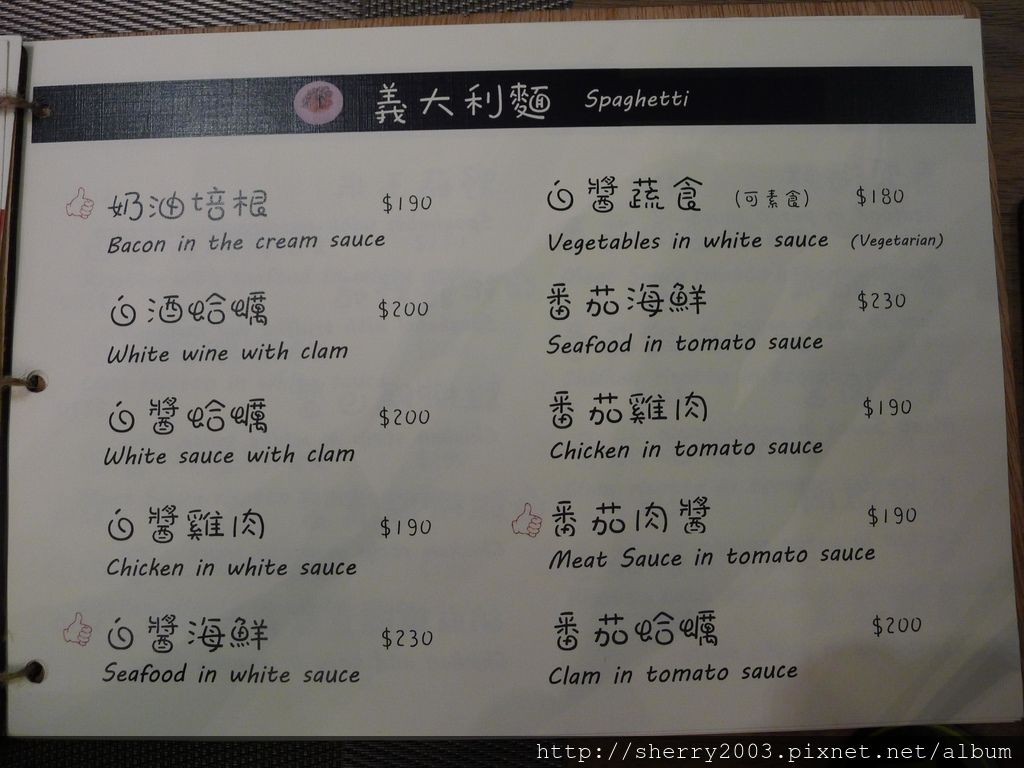 義大利麵 Spaghetti
奶油培根 $190
Bacon in the cream sauce
白酒蛤蠣 $200
White wine with clam
白醬蛤蠣 $200
White sauce with clam
白醬雞肉 $190
Chicken in white sauce
白醬海鮮 $230
Seafood in white sauce
白醬蔬食 (可素食) $180
Vegetables in white sauce (Vegetarian)
番茄海鮮 $230
Seafood in tomato sauce
番茄雞肉 $190
Chicken in tomato sauce
番茄肉醬 $190
Meat Sauce in tomato sauce
番茄蛤蠣 $200
Clam in tomato sauce
http://sherry2003.pixnet.net/album